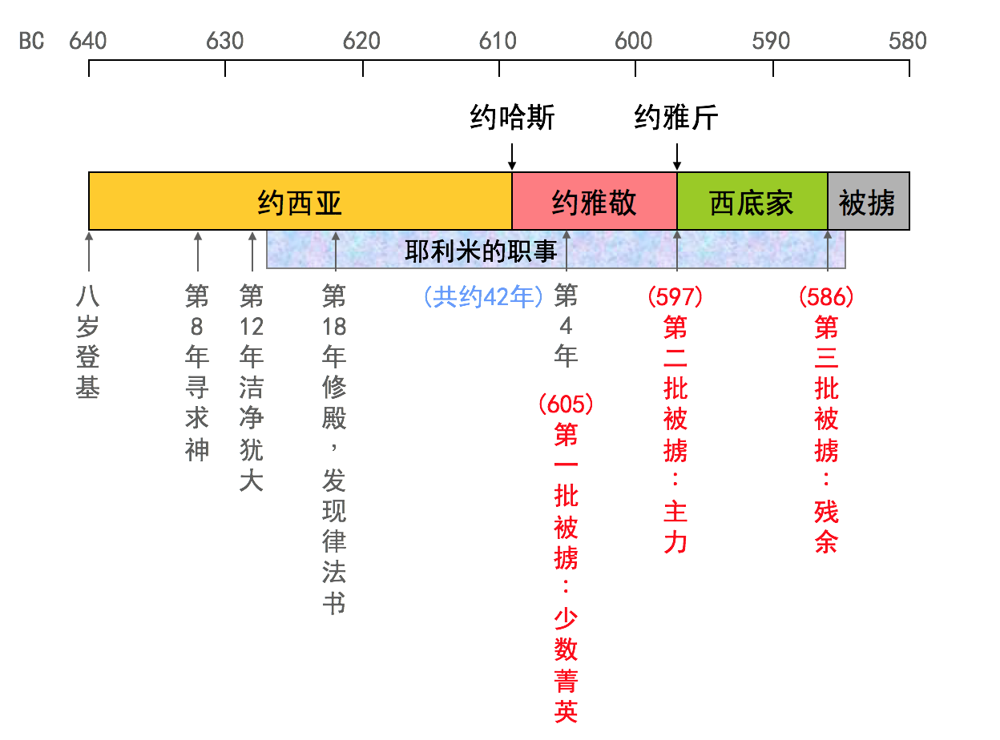 BC 640 630 620 610 600 590 580
约哈斯 约雅斤
约西亚 约雅敬 西底家 被掳
耶利米的职事
(共约42年)
八岁登基
第8年寻求神
第12年洁净犹大
第18年修殿，发现律法书
第4年
(605)
第一批被掳：少数菁英
(597)
第二批被掳：主力
(586)
第三批被掳：残余